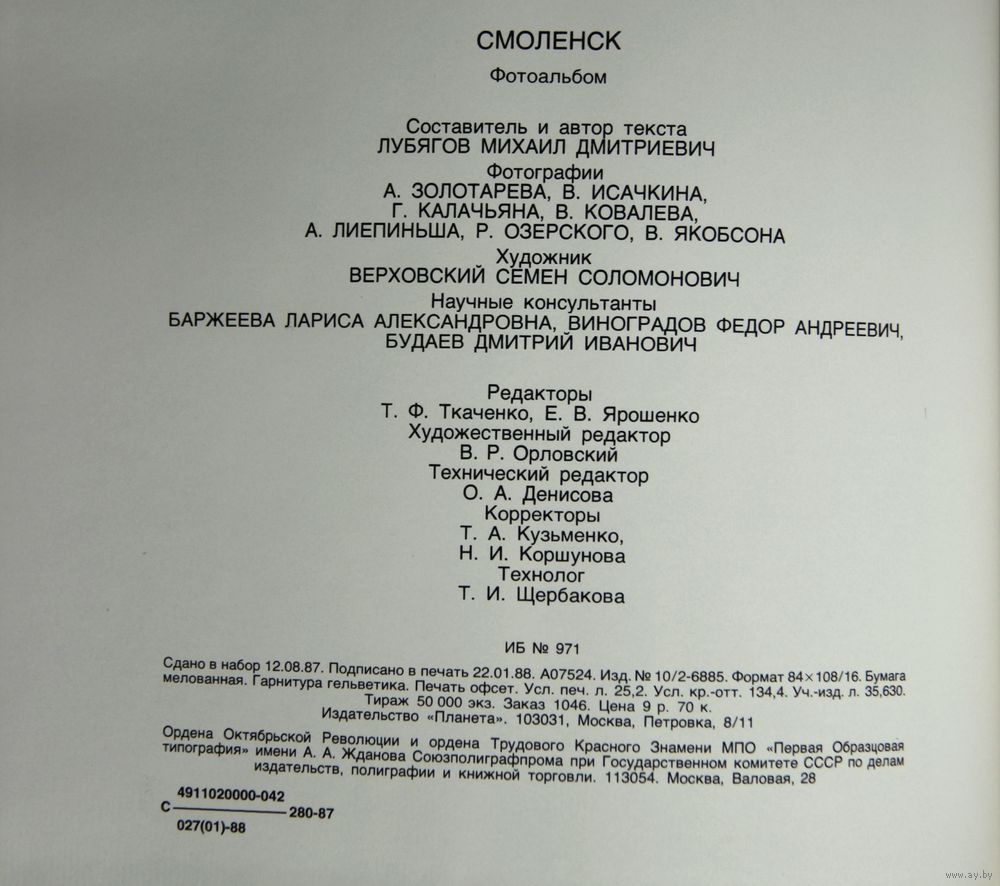 СМОЛЕНСК
Фотоальбом
Составитель и автор текста
ЛУБЯГОВ МИХАИЛ ДМИТРИЕВИЧ
Фотографии
А. ЗОЛОТАРЕВА, В. ИСАЧКИНА,
Г. КАЛАЧЬЯНА, В. КОВАЛЕВА,
А. ЛИЕПИНЬША, Р. ОЗЕРСКОГО, В. ЯКОБСОНА
Художник
ВЕРХОВСКИЙ СЕМЕН СОЛОМОНОВИЧ
Научные консультанты
БАРЖЕЕВА ЛАРИСА АЛЕКСАНДРОВНА, ВИНОГРАДОВ ФЕДОР АНДРЕЕВИЧ,
БУДАЕВ ДМИТРИЙ ИВАНОВИЧ
Редакторы
Т. Ф. Ткаченко, Е. В. Ярошенко
Художественный редактор
В. Р. Орловский
Технический редактор
О. А. Денисова
Корректоры
Т. А. Кузьменко,
Н. И. Коршунова
Технолог
Т. И. Щербакова
ИБ № 971
Сдано в набор 12.08.87. Подписано в печать 22.01.88. А07524. Изд. № 10/2-6885. Формат 84×108/16. Бумага
мелованная. Гарнитура гельветика. Печать офсет. Усл. печ. л. 25,2. Усл. кр.-отт. 134,4. Уч.-изд. л. 35,630.
Тираж 50 000 экз. Заказ 1046. Цена 9 р. 70 к.
Издательство «Планета». 103031, Москва, Петровка, 8/11
Ордена Октябрьской Революции и ордена Трудового Красного Знамени МПО «Первая Образцовая
типография» имени А. А. Жданова Союзполиграфпрома при Государственном комитете СССР по делам
издательств, полиграфии и книжной торговли. 113054. Москва, Валовая, 28
4911020000-042
С 280-87
027(01)-88
www.ay.by